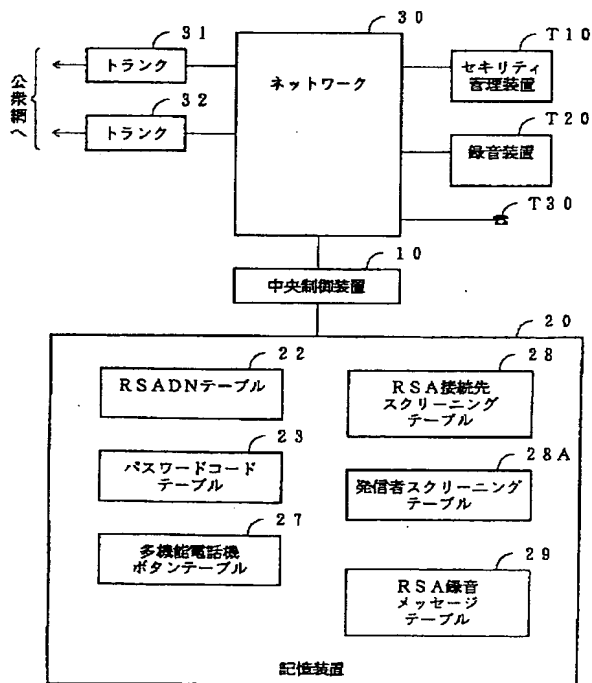 30
31
トランク
32
トランク
公衆網へ
ネットワーク
T10
セキリティ
管理装置
T20
録音装置
T30
10
中央制御装置
20
22
RSADNテーブル
23
パスワードコード
テーブル
27
多機能電話機
ボタンテーブル
28
RSA接続先
スクリーニング
テーブル
28A
発信者スクリーニング
テーブル
29
RSA録音
メッセージ
テーブル
記憶装置